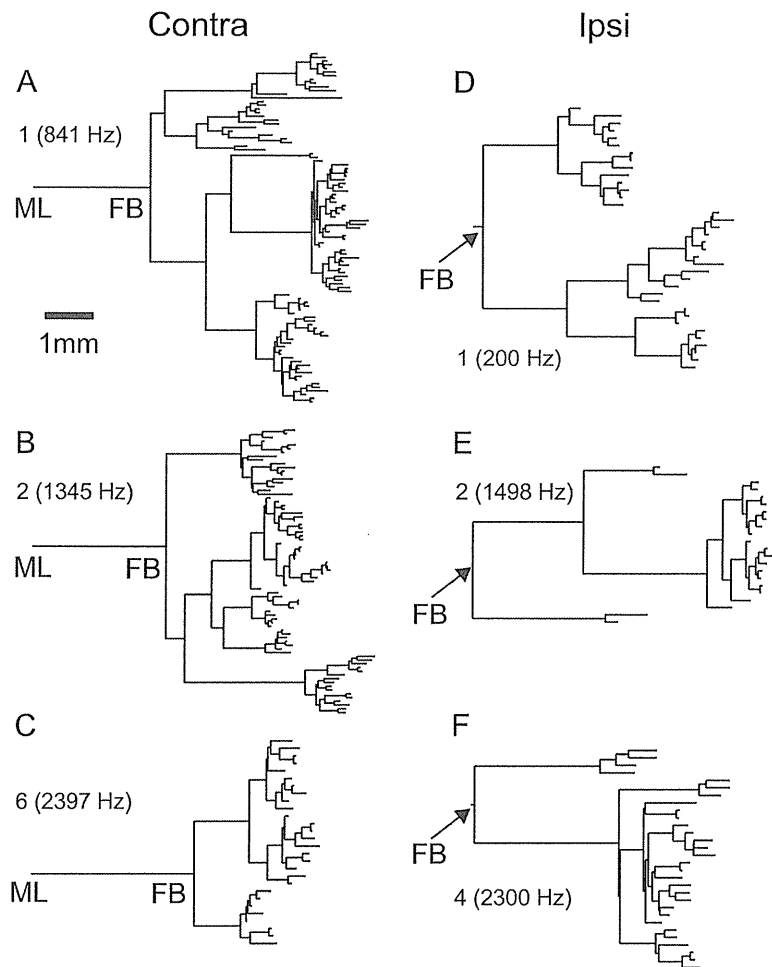 Contra
Ipsi
A
1 (841 Hz)
ML
FB
1mm
D
FB
1 (200 Hz)
B
2 (1345 Hz)
ML
FB
E
2 (1498 Hz)
FB
C
6 (2397 Hz)
ML
FB
F
FB
4 (2300 Hz)